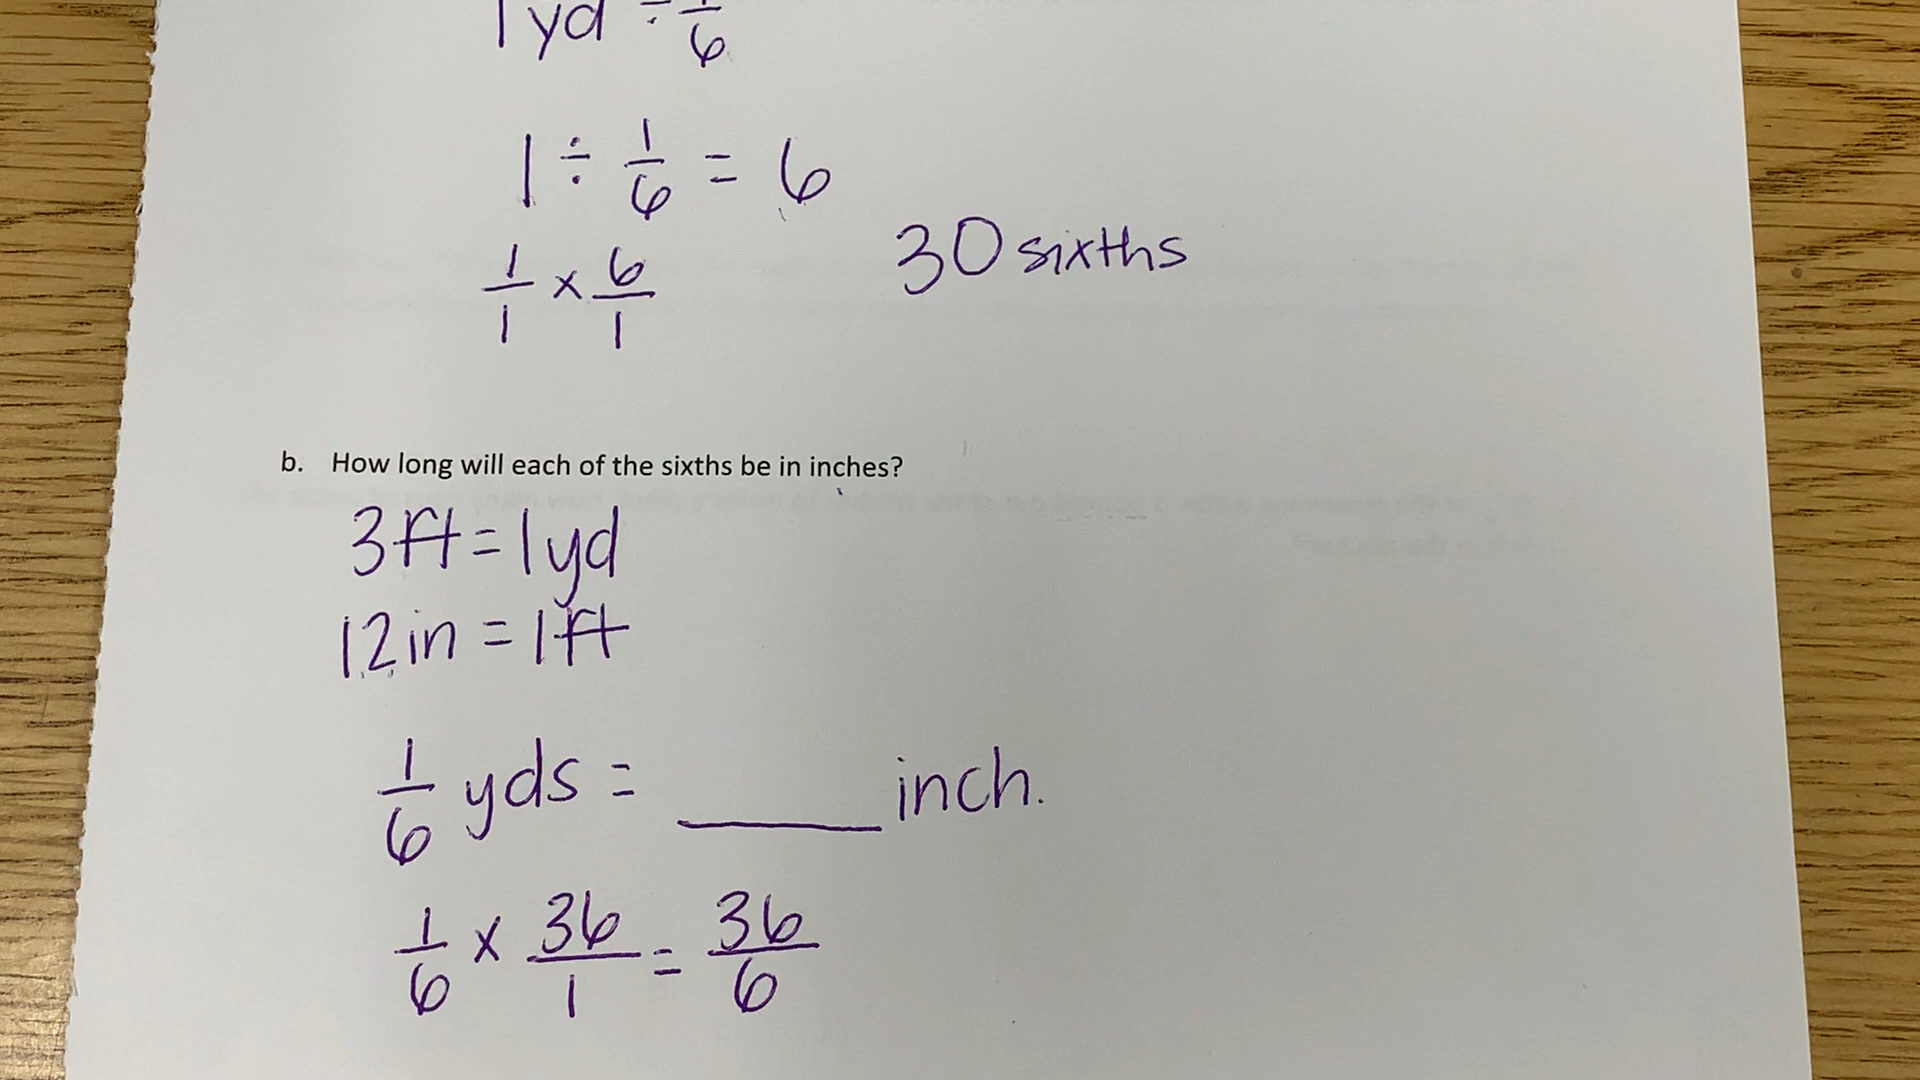 1 yd ÷ 1/6
1 ÷ 1/6 = 6
1/1 × 6/1
30 sixths
b. How long will each of the sixths be in inches?
3ft = 1yd
12in = 1ft
1/6 yds = ______ inch.
1/6 × 36/1 = 36/6